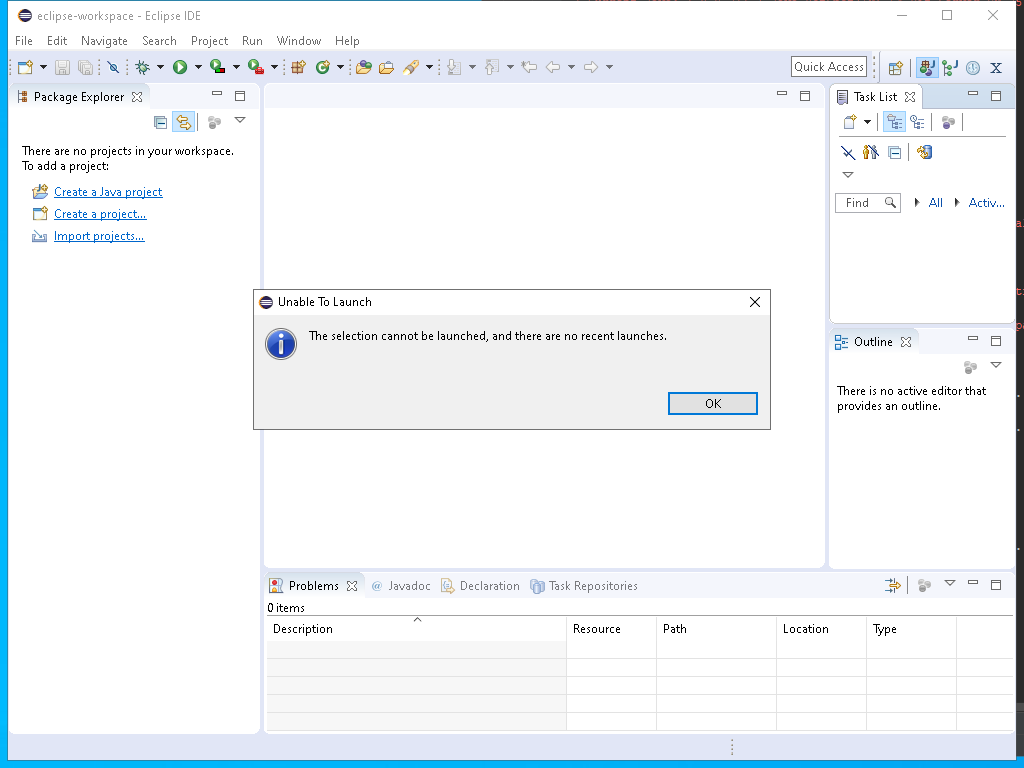 eclipse-workspace - Eclipse IDE
File Edit Navigate Search Project Run Window Help
Quick Access
Package Explorer
There are no projects in your workspace.
To add a project:
Create a Java project
Create a project...
Import projects...
Task List
Find
All
Activ...
Unable To Launch
The selection cannot be launched, and there are no recent launches.
OK
Outline
There is no active editor that
provides an outline.
Problems @ Javadoc Declaration Task Repositories
0 items
Description Resource Path Location Type